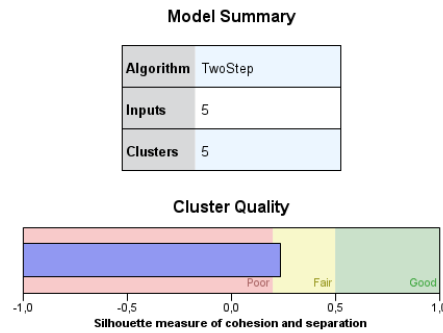 Model Summary
Algorithm TwoStep
Inputs 5
Clusters 5
Cluster Quality
Poor Fair Good
-1,0 -0,5 0,0 0,5 1,0
Silhouette measure of cohesion and separation